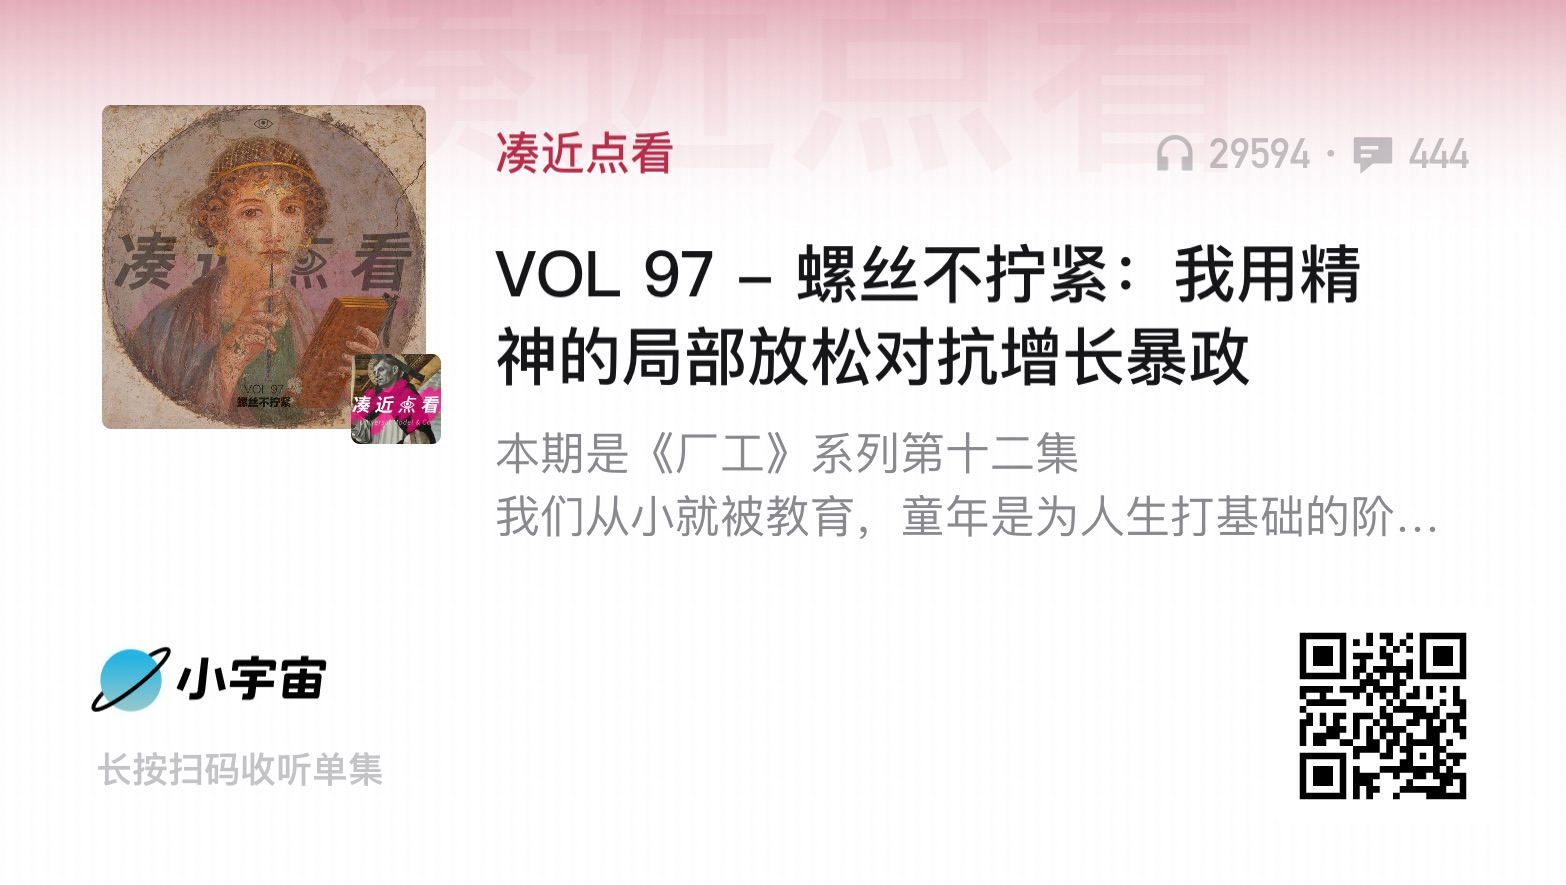 凑近点看
凑近点看
29594 · 444
凑近点看
VOL 97 – 螺丝不拧紧：我用精
神的局部放松对抗增长暴政
VOL 97
螺丝不拧紧
凑近点看
本期是《厂工》系列第十二集
我们从小就被教育，童年是为人生打基础的阶...
小宇宙
长按扫码收听单集